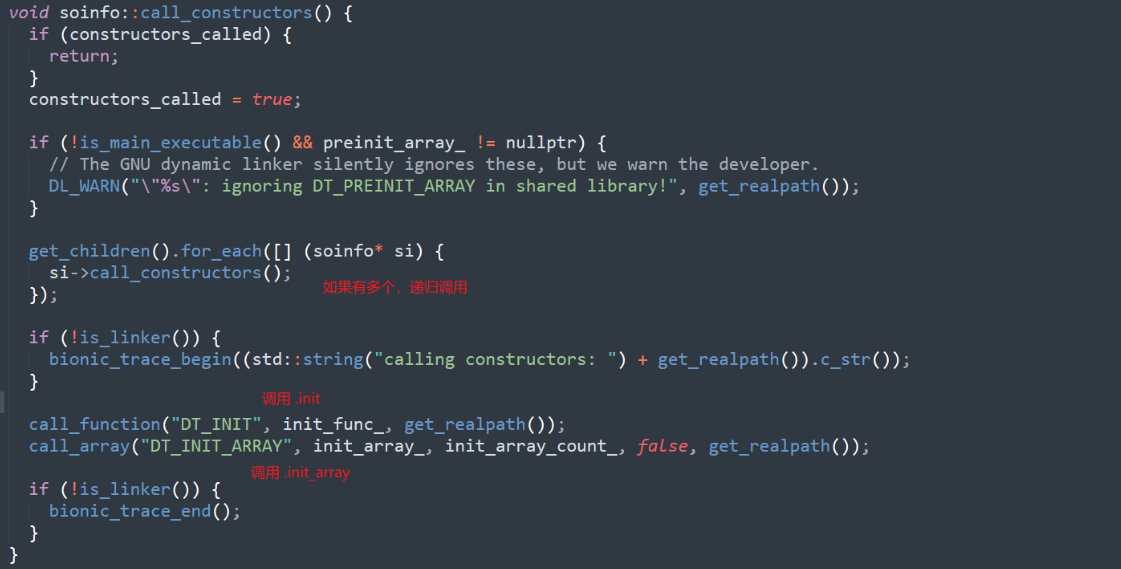 void soinfo::call_constructors() {
if (constructors_called) {
return;
}
constructors_called = true;
if (!is_main_executable() && preinit_array_ != nullptr) {
// The GNU dynamic linker silently ignores these, but we warn the developer.
DL_WARN("\"%s\": ignoring DT_PREINIT_ARRAY in shared library!", get_realpath());
}
get_children().for_each([] (soinfo* si) {
si->call_constructors();
如果有多个，递归调用
});
if (!is_linker()) {
bionic_trace_begin((std::string("calling constructors: ") + get_realpath()).c_str());
}
调用 .init
call_function("DT_INIT", init_func_, get_realpath());
call_array("DT_INIT_ARRAY", init_array_, init_array_count_, false, get_realpath());
调用 .init_array
if (!is_linker()) {
bionic_trace_end();
}
}